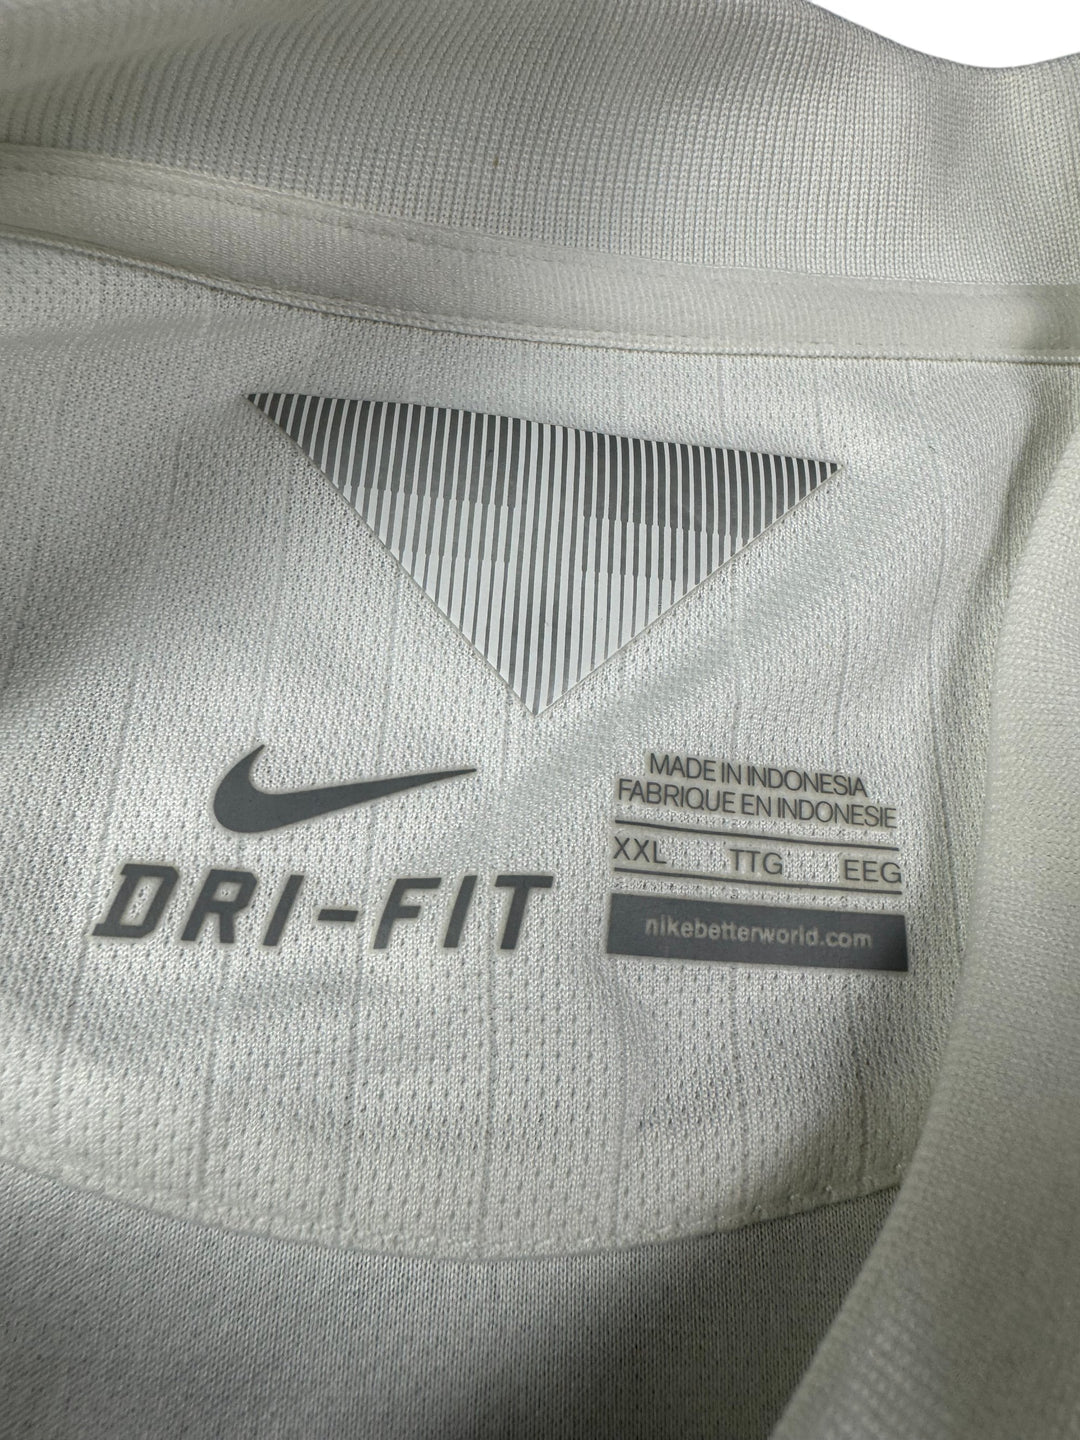 DRI-FIT
MADE IN INDONESIA
FABRIQUE EN INDONESIE
XXL TTG EEG
nikebetterworld.com